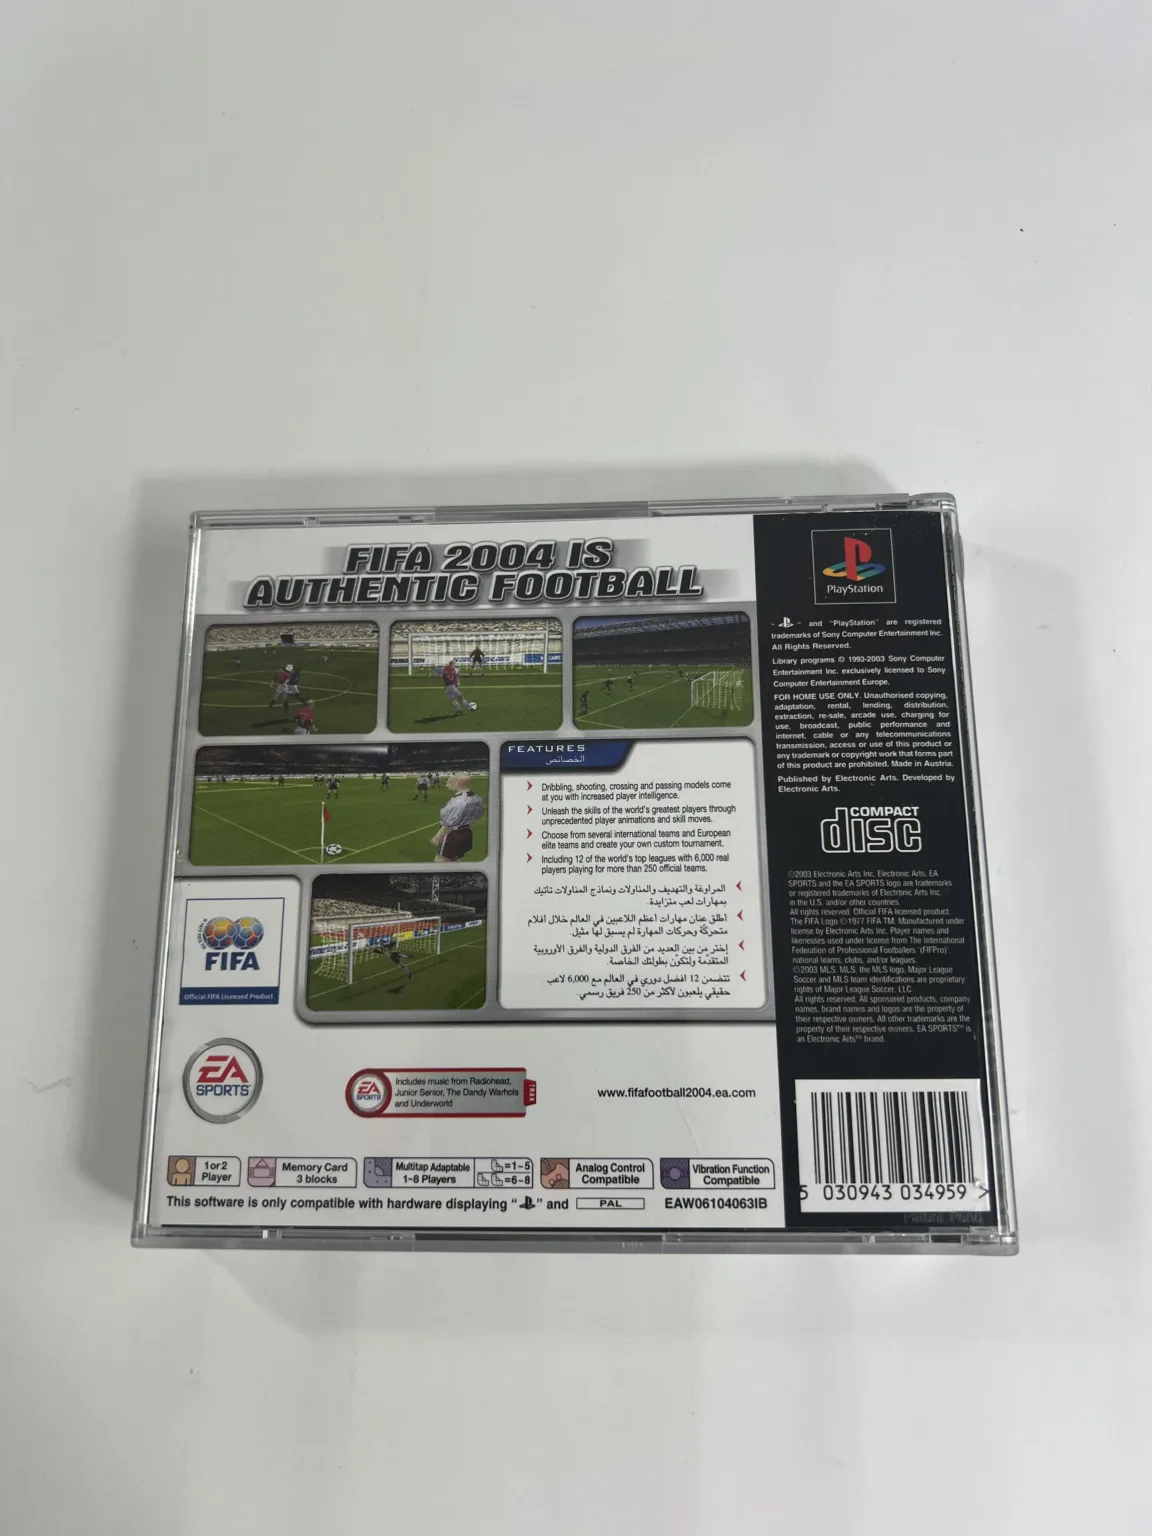 FIFA 2004 IS
AUTHENTIC FOOTBALL
FEATURES
الخصائص
Dribbling, shooting, crossing and passing models come
at you with increased player intelligence.
Unleash the skills of the world's greatest players through
unprecedented player animations and skill moves.
Choose from several international teams and European
elite teams and create your own custom tournament.
Including 12 of the world's top leagues with 6,000 real
players playing for more than 250 official teams.
المراوغة والتهديف والمناولات ونماذج المناولات تأتيك
بمهارات لعب متزايدة.
أطلق عنان مهارات أعظم اللاعبين في العالم خلال افلام
متحركة وحركات المهارة لم يسبق لها مثيل.
إختر من بين العديد من الفرق الدولية والفرق الأوروبية
المتقدمة ولتكون بطولتك الخاصة.
تتضمن 12 افضل دوري في العالم مع 6,000 لاعب
حقيقي يلعبون لأكثر من 250 فريق رسمي.
FIFA
Official FIFA Licensed Product
EA
SPORTS
EA
SPORTS
Includes music from Radiohead,
Junior Senior, The Dandy Warhols
and Underworld
TRAX
www.fifafootball2004.ea.com
1 or 2
Player
Memory Card
3 blocks
Multitap Adaptable
1~8 Players
=1~5
=6~8
Analog Control
Compatible
Vibration Function
Compatible
This software is only compatible with hardware displaying " " and PAL EAW06104063IB
PlayStation
" " and "PlayStation" are registered
trademarks of Sony Computer Entertainment Inc.
All Rights Reserved.
Library programs © 1993-2003 Sony Computer
Entertainment Inc. exclusively licensed to Sony
Computer Entertainment Europe.
FOR HOME USE ONLY. Unauthorised copying,
adaptation, rental, lending, distribution,
extraction, re-sale, arcade use, charging for
use, broadcast, public performance and
internet, cable or any telecommunications
transmission, access or use of this product or
any trademark or copyright work that forms part
of this product are prohibited. Made in Austria.
Published by Electronic Arts. Developed by
Electronic Arts.
COMPACT
disc
©2003 Electronic Arts Inc. Electronic Arts, EA
SPORTS and the EA SPORTS logo are trademarks
or registered trademarks of Electronic Arts Inc.
in the U.S. and/or other countries.
All rights reserved. Official FIFA licensed product.
The FIFA Logo ©1977 FIFA TM. Manufactured under
license by Electronic Arts Inc. Player names and
likenesses used under license from The International
Federation of Professional Footballers' (FIFPro)',
national teams, clubs, and/or leagues.
©2003 MLS. MLS, the MLS logo, Major League
Soccer and MLS team identifications are proprietary
rights of Major League Soccer, LLC.
All rights reserved. All sponsored products, company
names, brand names and logos are the property of
their respective owners. All other trademarks are the
property of their respective owners. EA SPORTS™ is
an Electronic Arts™ brand.
5 030943 034959 >